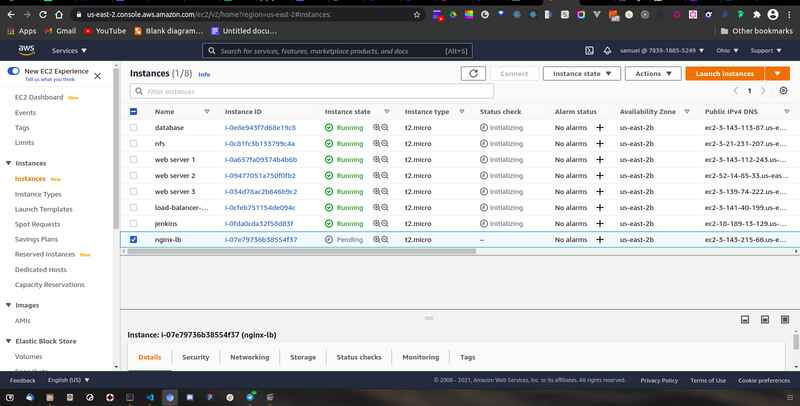 us-east-2.console.aws.amazon.com/ec2/v2/home?region=us-east-2#Instances:
Apps Gmail YouTube Blank diagram... Untitled docu... Other bookmarks
aws Services Search for services, features, marketplace products, and docs [Alt+S] samuel @ 7839-1885-5249 Ohio Support
New EC2 Experience
Tell us what you think
EC2 Dashboard New
Events
Tags
Limits
Instances
Instances New
Instance Types
Launch Templates
Spot Requests
Savings Plans
Reserved Instances New
Dedicated Hosts
Capacity Reservations
Images
AMIs
Elastic Block Store
Volumes
Instances (1/8) Info Connect Instance state Actions Launch instances
Filter instances 1
Name Instance ID Instance state Instance type Status check Alarm status Availability Zone Public IPv4 DNS
database i-0e8e943f7d68e19c8 Running t2.micro Initializing No alarms us-east-2b ec2-3-143-113-87.us-e...
nfs i-0c81fc3b133799c4a Running t2.micro Initializing No alarms us-east-2b ec2-3-21-231-207.us-e...
web server 1 i-0a657fa09374b4b6b Running t2.micro Initializing No alarms us-east-2b ec2-3-143-112-243.us-...
web server 2 i-09477051a750f0fb2 Running t2.micro Initializing No alarms us-east-2b ec2-52-14-85-33.us-eas...
web server 3 i-034d78ac2b646b9c2 Running t2.micro Initializing No alarms us-east-2b ec2-3-139-74-222.us-e...
load-balancer-... i-0cfeb751154de094c Running t2.micro Initializing No alarms us-east-2b ec2-3-141-40-199.us-e...
jenkins i-0fda0cda32f58d83f Running t2.micro Initializing No alarms us-east-2b ec2-18-189-13-129.us-...
nginx-lb i-07e79736b38554f37 Pending t2.micro – No alarms us-east-2b ec2-3-143-215-66.us-e...
Instance: i-07e79736b38554f37 (nginx-lb)
Details Security Networking Storage Status checks Monitoring Tags
Feedback English (US) © 2008 - 2021, Amazon Web Services, Inc. or its affiliates. All rights reserved. Privacy Policy Terms of Use Cookie preferences